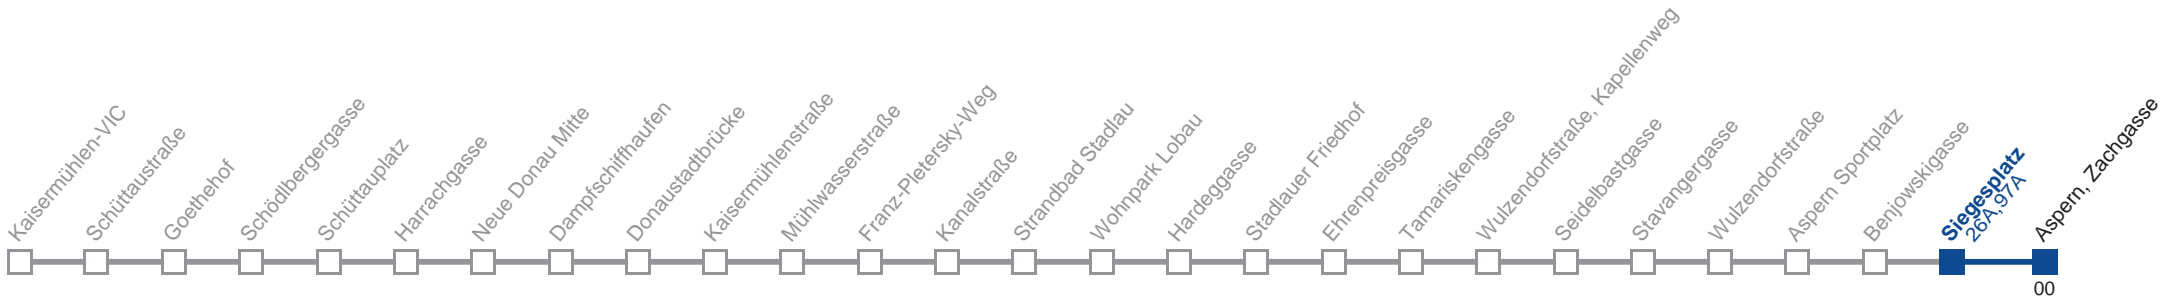 Kaisermühlen-VIC
Schüttaustraße
Goethehof
Schödlbergergasse
Schüttauplatz
Harrachgasse
Neue Donau Mitte
Dampfschiffhaufen
Donaustadtbrücke
Kaisermühlenstraße
Mühlwasserstraße
Franz-Pletersky-Weg
Kanalstraße
Strandbad Stadlau
Wohnpark Lobau
Hardeggasse
Stadlauer Friedhof
Ehrenpreisgasse
Tamariskengasse
Wulzendorfstraße, Kapellenweg
Seidelbastgasse
Stavangergasse
Wulzendorfstraße
Aspern Sportplatz
Benjowskigasse
Siegesplatz
26A,97A
Aspern, Zachgasse
00